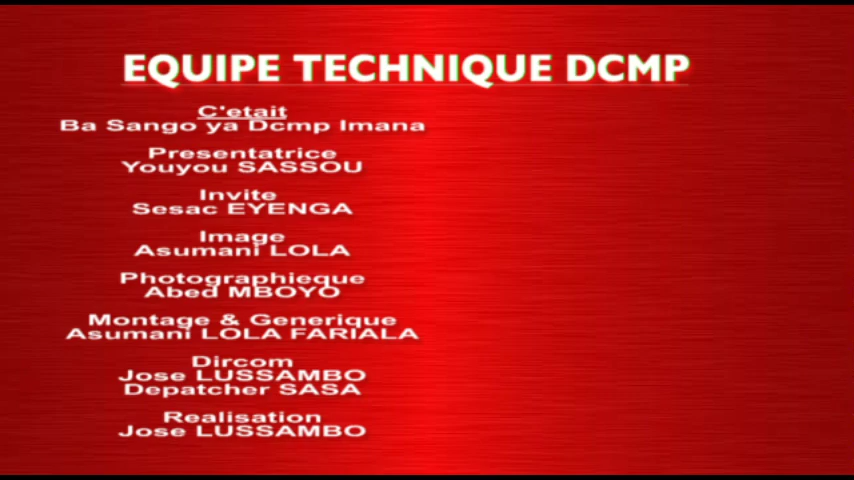 EQUIPE TECHNIQUE DCMP
C'etait
Ba Sango ya Dcmp Imana
Presentatrice
Youyou SASSOU
Invite
Sesac EYENGA
Image
Asumani LOLA
Photographieque
Abed MBOYO
Montage & Generique
Asumani LOLA FARIALA
Dircom
Jose LUSSAMBO
Depatcher SASA
Realisation
Jose LUSSAMBO